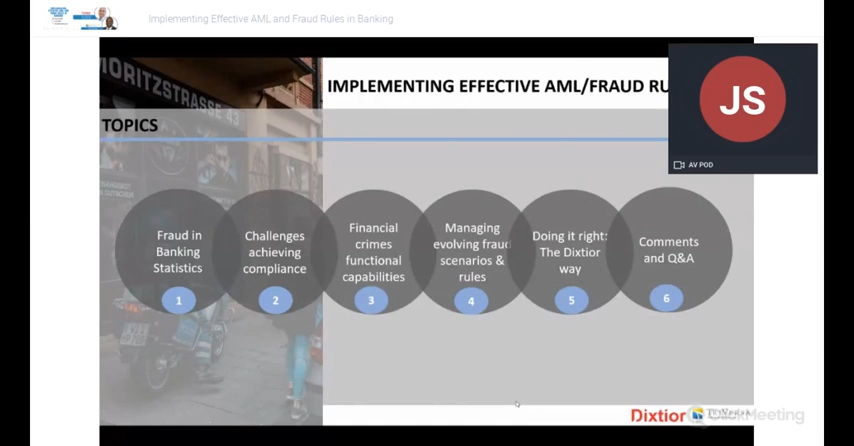 Implementing Effective AML and Fraud Rules in Banking
MORITZSTRASSE 43
IMPLEMENTING EFFECTIVE AML/FRAUD RU
JS
AV POD
TOPICS
Fraud in
Banking
Statistics
1
Challenges
achieving
compliance
2
Financial
crimes
functional
capabilities
3
Managing
evolving fraud
scenarios &
rules
4
Doing it right:
The Dixtior
way
5
Comments
and Q&A
6
Dixtior
ClickMeeting